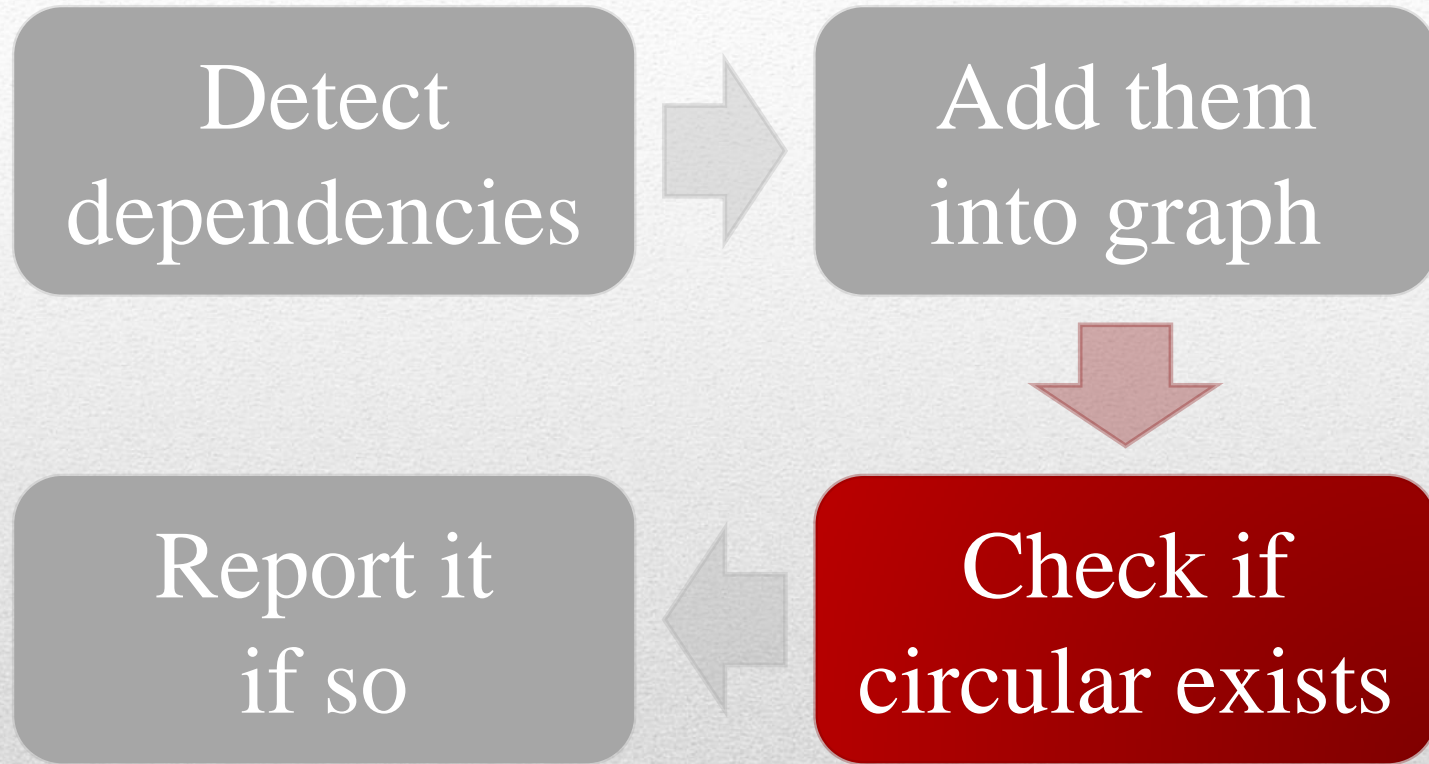 Detect
dependencies
Add them
into graph
Check if
circular exists
Report it
if so